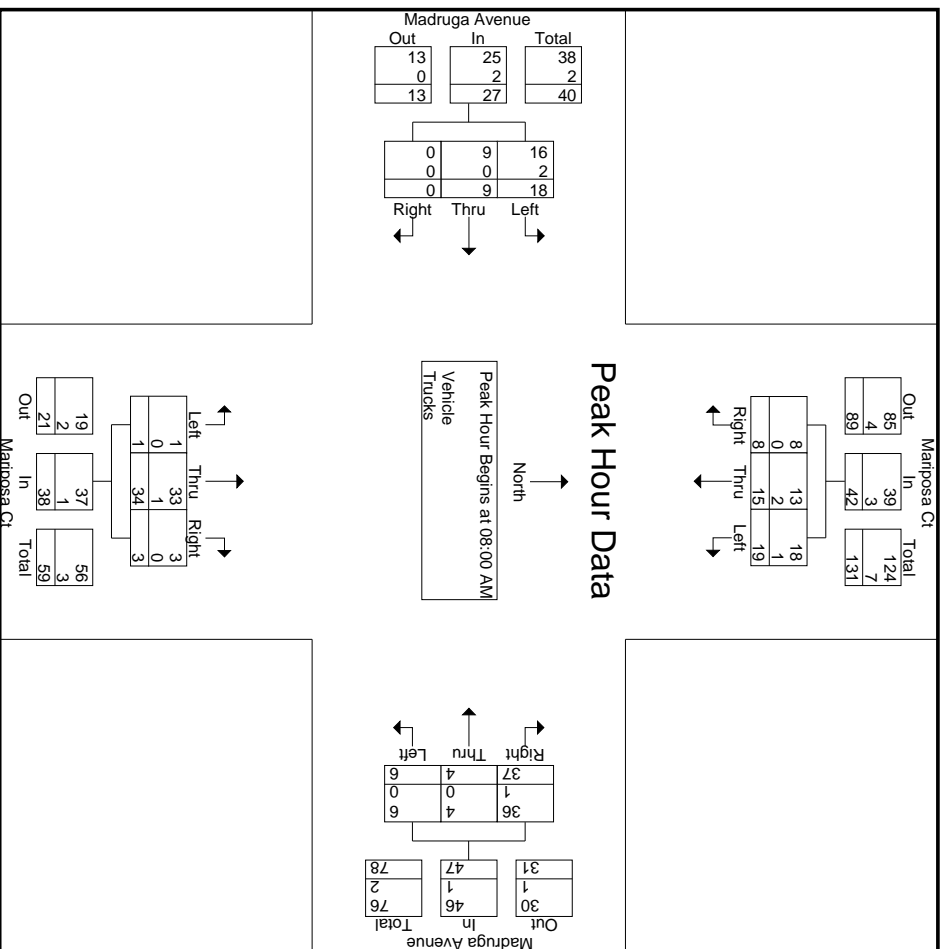 Madruga Avenue
Out In Total
13 25 38
0 2 2
13 27 40
0 9 16
0 0 2
0 9 18
Right Thru Left
Mariposa Ct
Out In Total
85 39 124
4 3 7
89 42 131
8 13 18
0 2 1
8 15 19
Right Thru Left
Peak Hour Data
North
Peak Hour Begins at 08:00 AM
Vehicle
Trucks
Left Thru Right
1 33 3
0 1 0
1 34 3
19 37 56
2 1 3
21 38 59
Out In Total
Mariposa Ct
Madruga Avenue
Out In Total
30 46 76
1 1 2
31 47 78
36 4 6
1 0 0
37 4 6
Right Thru Left